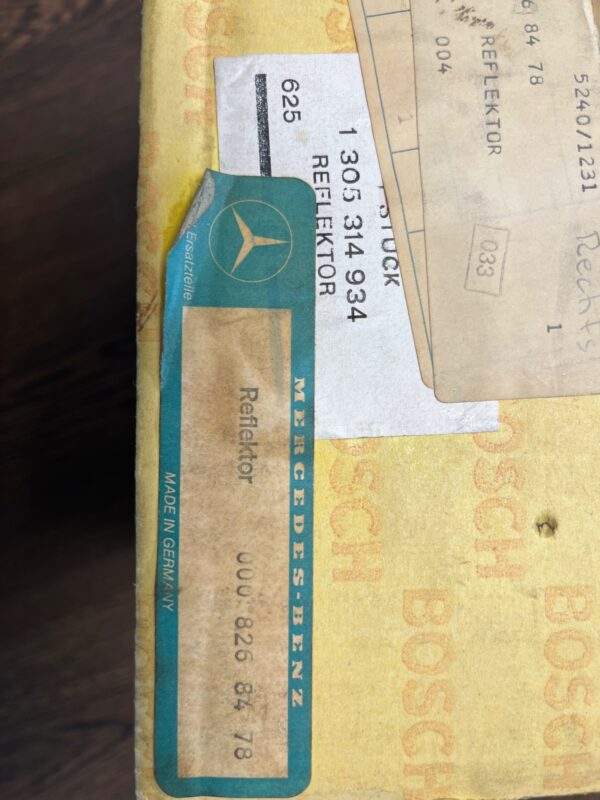 MERCEDES-BENZ
Ersatzteile
Reflektor 000 826 84 78
MADE IN GERMANY
STÜCK
1 305 314 934
REFLEKTOR
625
5240/1231
6 84 78
REFLEKTOR
004
033
Rechts
1
1
BOSCH
BOSCH
BOSCH
BOSCH